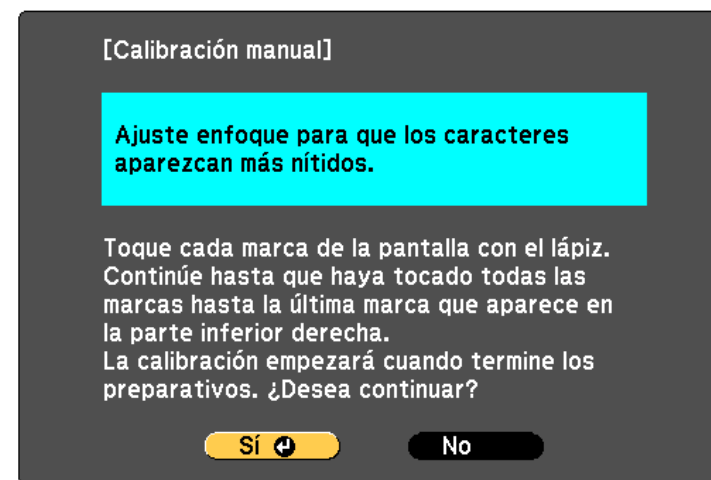 [Calibración manual]
Ajuste enfoque para que los caracteres
aparezcan más nítidos.
Toque cada marca de la pantalla con el lápiz.
Continúe hasta que haya tocado todas las
marcas hasta la última marca que aparece en
la parte inferior derecha.
La calibración empezará cuando termine los
preparativos. ¿Desea continuar?
Sí No